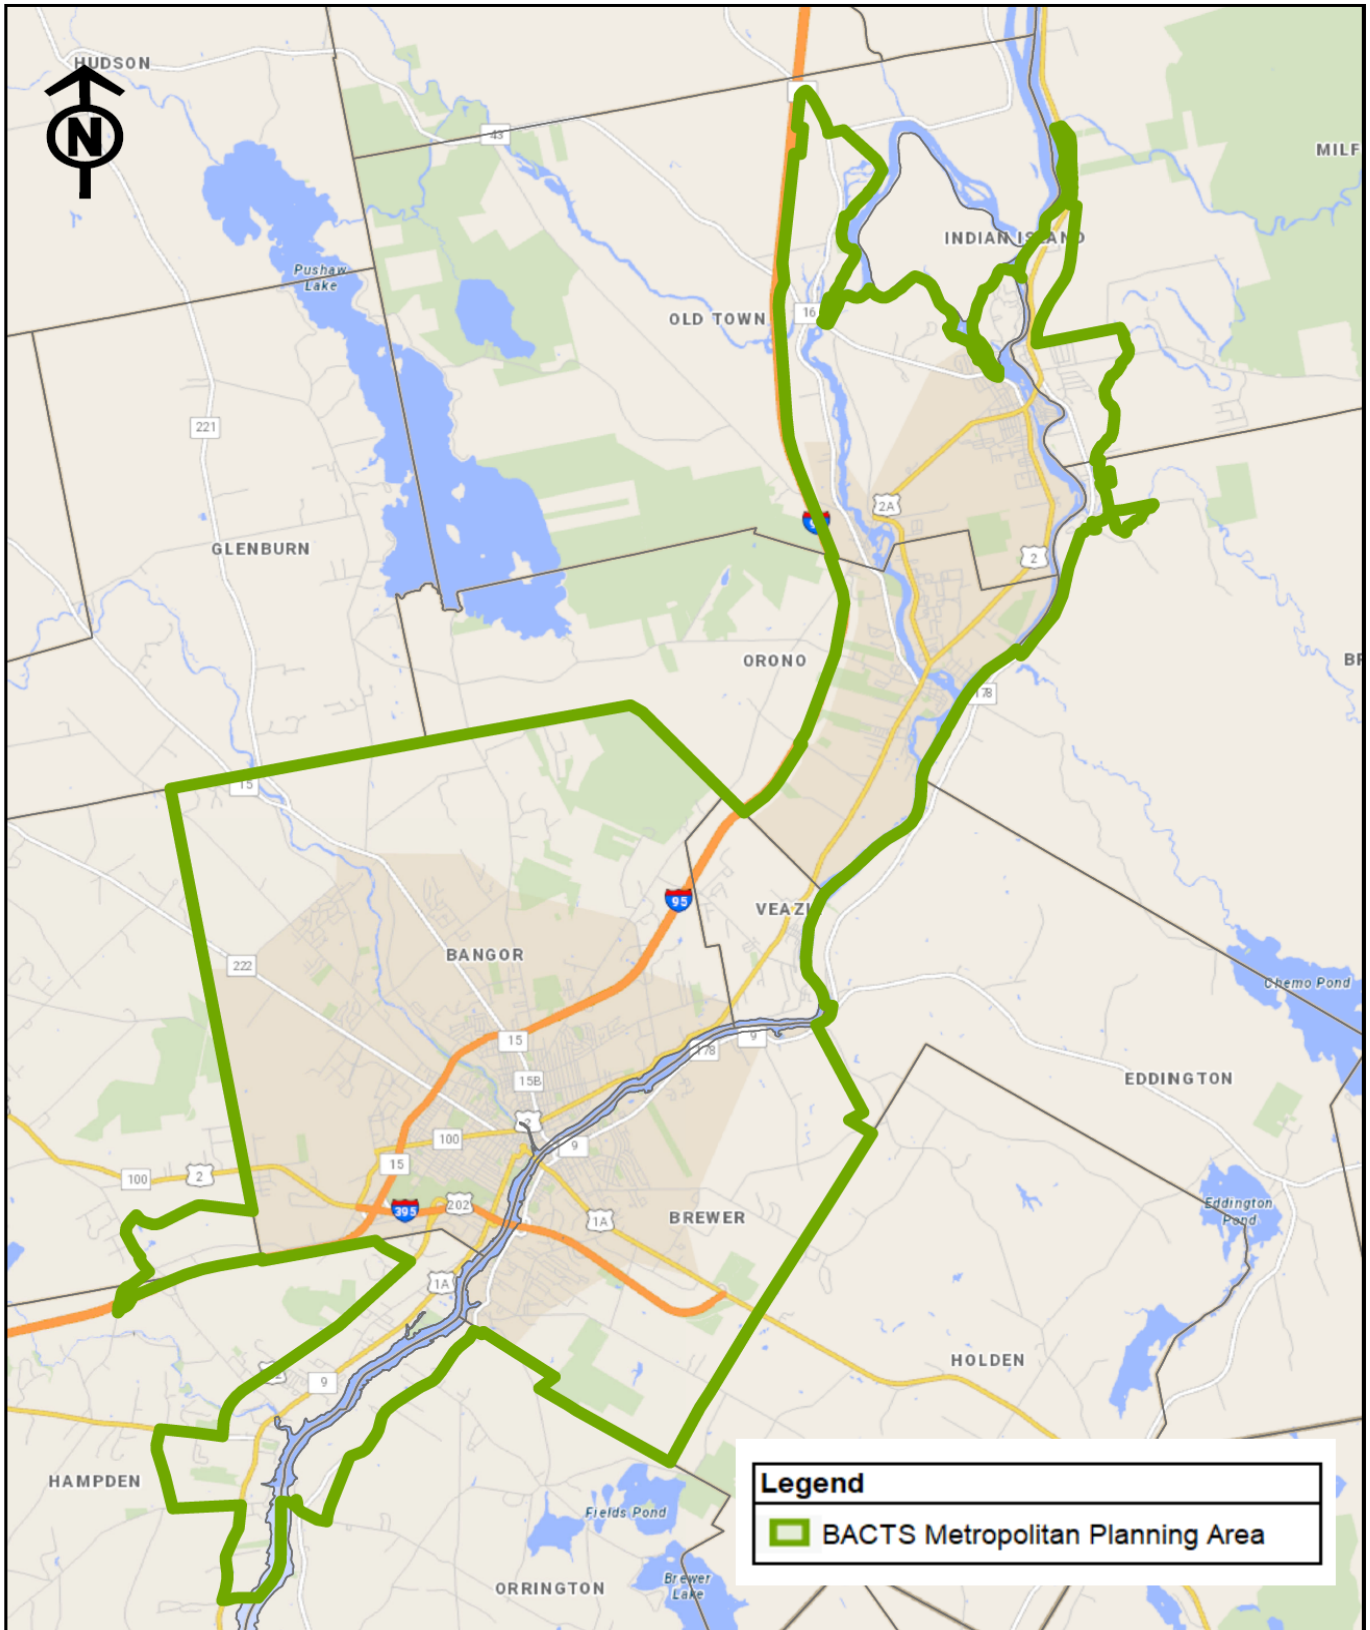 HUDSON
N
43
MILF
INDIAN ISLAND
Pushaw
Lake
OLD TOWN
16
221
2A
GLENBURN
2
ORONO
BR
178
15
95
VEAZI
BANGOR
222
Chemo Pond
15
9
178
15B
EDDINGTON
2
100
9
15
100
2
Eddington
Pond
395
202
1A
BREWER
1A
9
HOLDEN
HAMPDEN
Fields Pond
Legend
BACTS Metropolitan Planning Area
ORRINGTON
Brewer
Lake